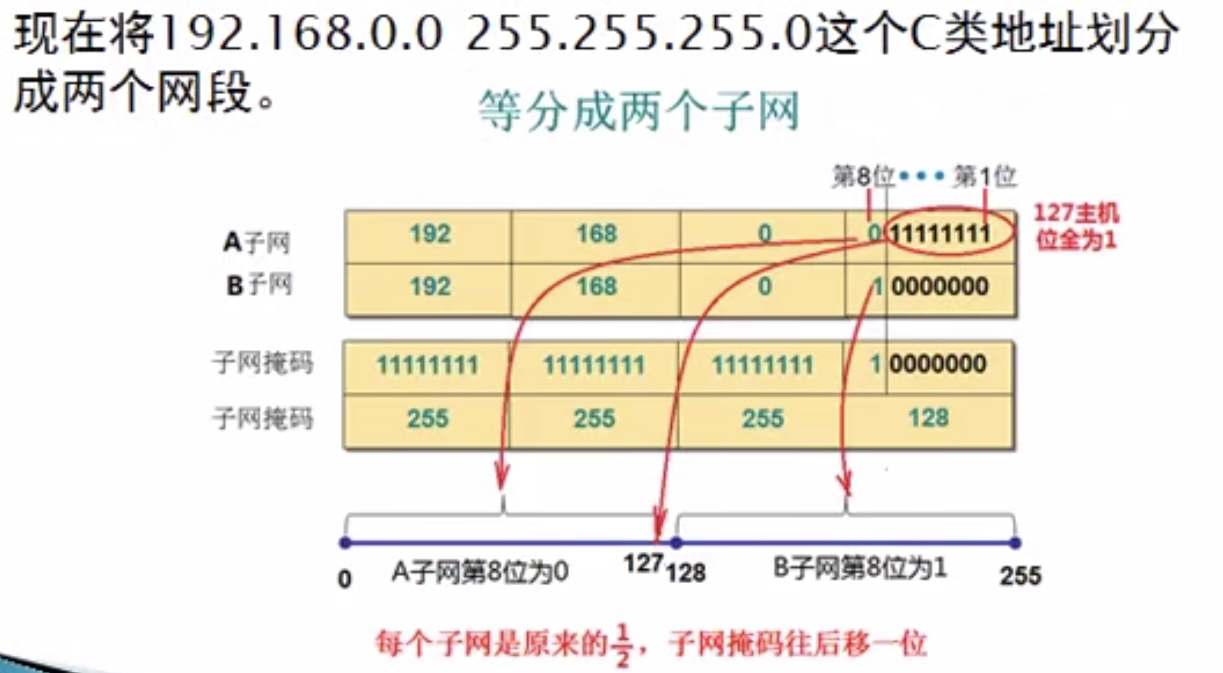 现在将192.168.0.0 255.255.255.0这个C类地址划分
成两个网段。
等分成两个子网
第8位 ••• 第1位
A子网 192 168 0 0 11111111
127主机
位全为1
B子网 192 168 0 1 0000000
子网掩码 11111111 11111111 11111111 1 0000000
子网掩码 255 255 255 128
0 A子网第8位为0 127 128 B子网第8位为1 255
每个子网是原来的1/2，子网掩码往后移一位